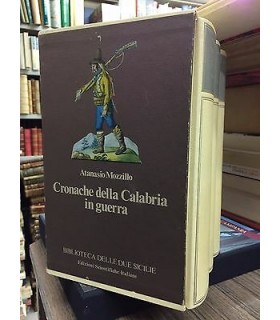 Atanasio Mozzillo
Cronache della Calabria
in guerra
BIBLIOTECA DELLE DUE SICILIE
Edizioni Scientifiche Italiane